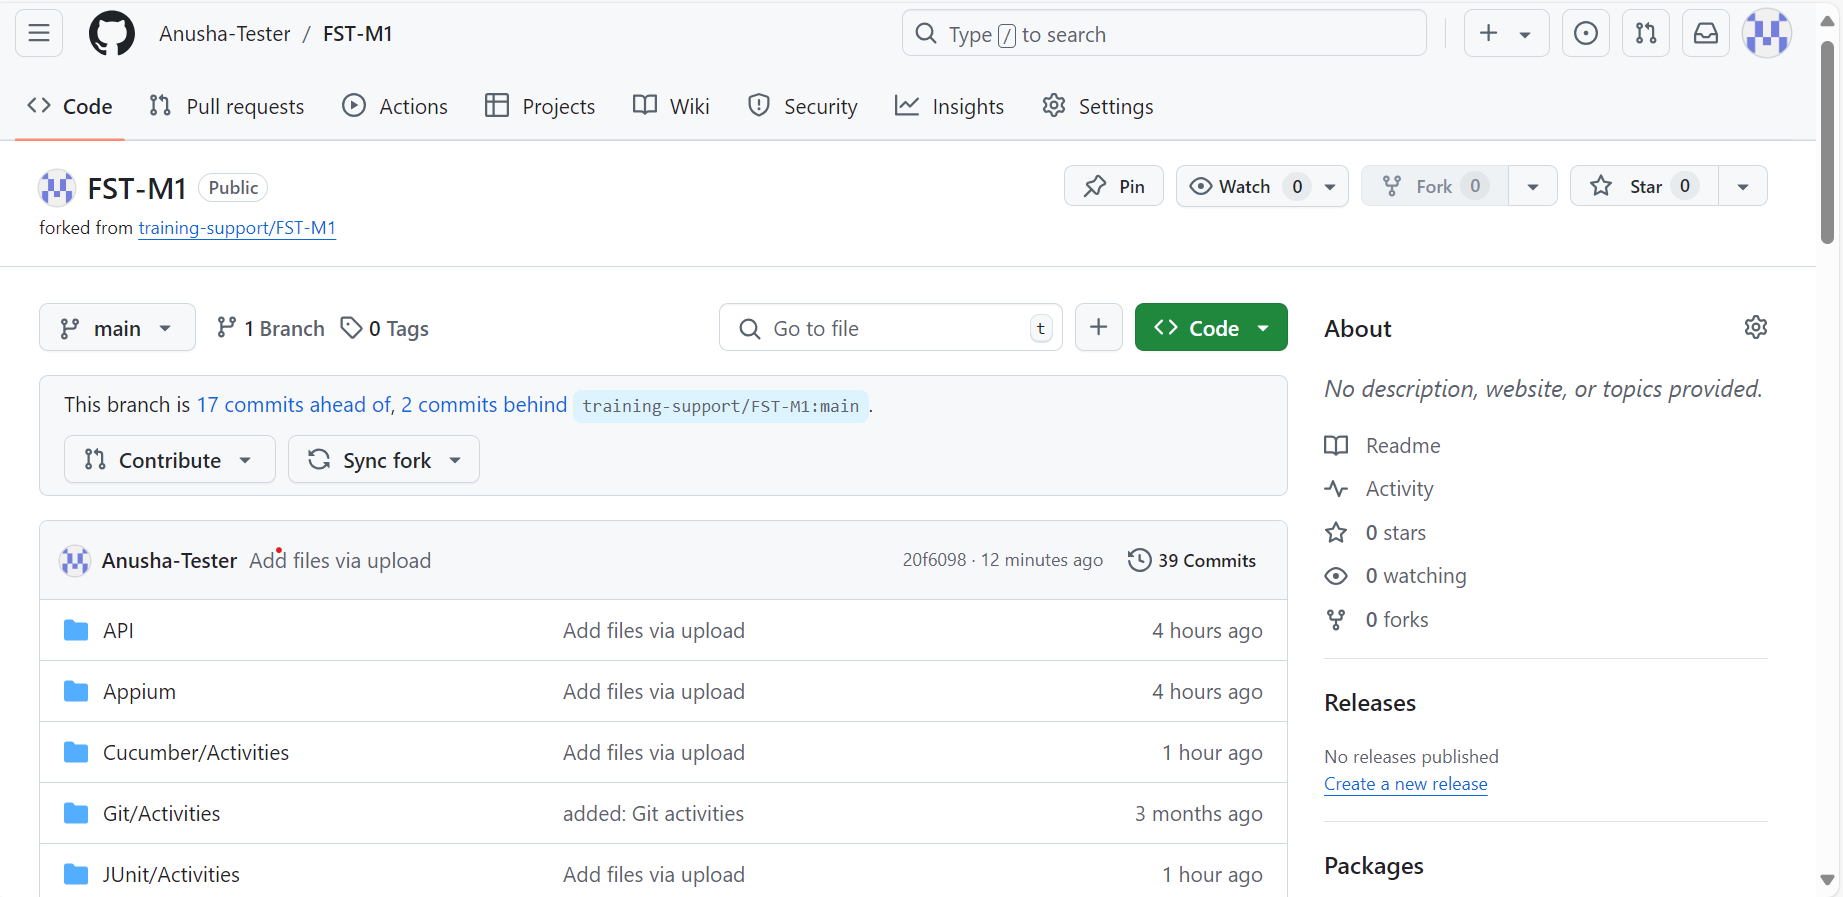 Anusha-Tester / FST-M1
Type / to search
Code Pull requests Actions Projects Wiki Security Insights Settings
FST-M1 Public
Pin Watch 0 Fork 0 Star 0
forked from training-support/FST-M1
main 1 Branch 0 Tags
Go to file t
Code
About
No description, website, or topics provided.
This branch is 17 commits ahead of, 2 commits behind training-support/FST-M1:main .
Contribute Sync fork
Readme
Activity
0 stars
0 watching
0 forks
Anusha-Tester Add files via upload 20f6098 · 12 minutes ago 39 Commits
API Add files via upload 4 hours ago
Appium Add files via upload 4 hours ago
Cucumber/Activities Add files via upload 1 hour ago
Git/Activities added: Git activities 3 months ago
JUnit/Activities Add files via upload 1 hour ago
Releases
No releases published
Create a new release
Packages